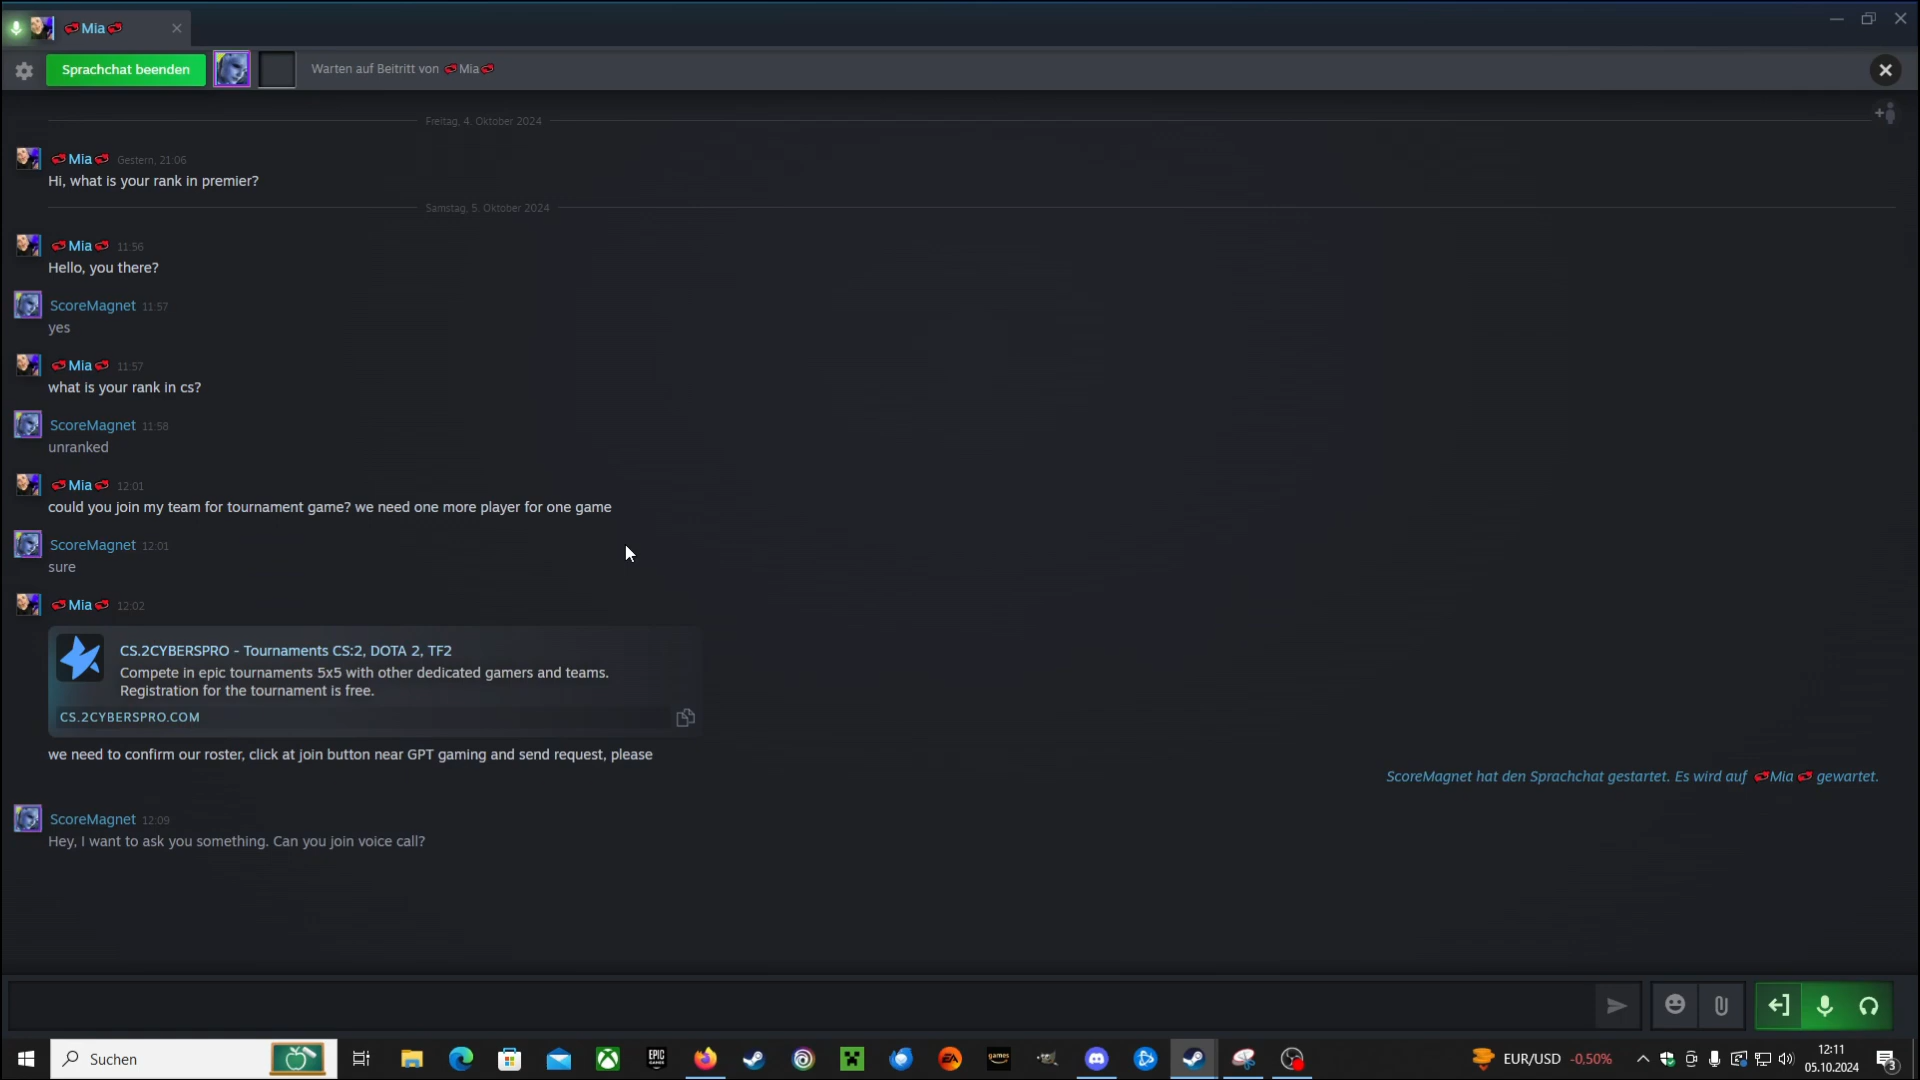 Mia
Sprachchat beenden
Warten auf Beitritt von Mia
Freitag, 4. Oktober 2024
Mia Gestern, 21:06
Hi, what is your rank in premier?
Samstag, 5. Oktober 2024
Mia 11:56
Hello, you there?
ScoreMagnet 11:57
yes
Mia 11:57
what is your rank in cs?
ScoreMagnet 11:58
unranked
Mia 12:01
could you join my team for tournament game? we need one more player for one game
ScoreMagnet 12:01
sure
Mia 12:02
CS.2CYBERSPRO - Tournaments CS:2, DOTA 2, TF2
Compete in epic tournaments 5x5 with other dedicated gamers and teams.
Registration for the tournament is free.
CS.2CYBERSPRO.COM
we need to confirm our roster, click at join button near GPT gaming and send request, please
ScoreMagnet hat den Sprachchat gestartet. Es wird auf Mia gewartet.
ScoreMagnet 12:09
Hey, I want to ask you something. Can you join voice call?
Suchen
EPIC
GAMES
EA
amazon
games
EUR/USD -0,50%
12:11
05.10.2024
3